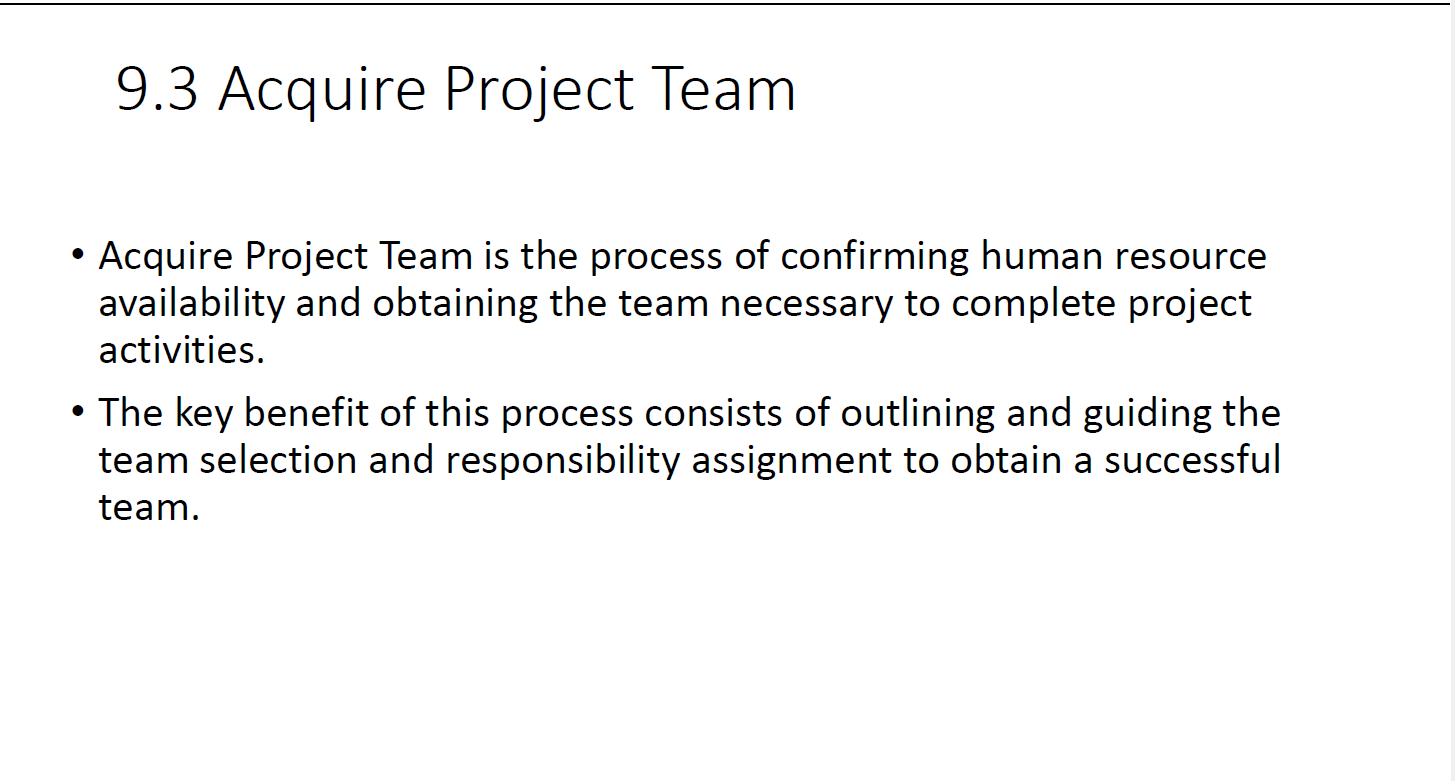 9.3 Acquire Project Team
• Acquire Project Team is the process of confirming human resource
availability and obtaining the team necessary to complete project
activities.
• The key benefit of this process consists of outlining and guiding the
team selection and responsibility assignment to obtain a successful
team.